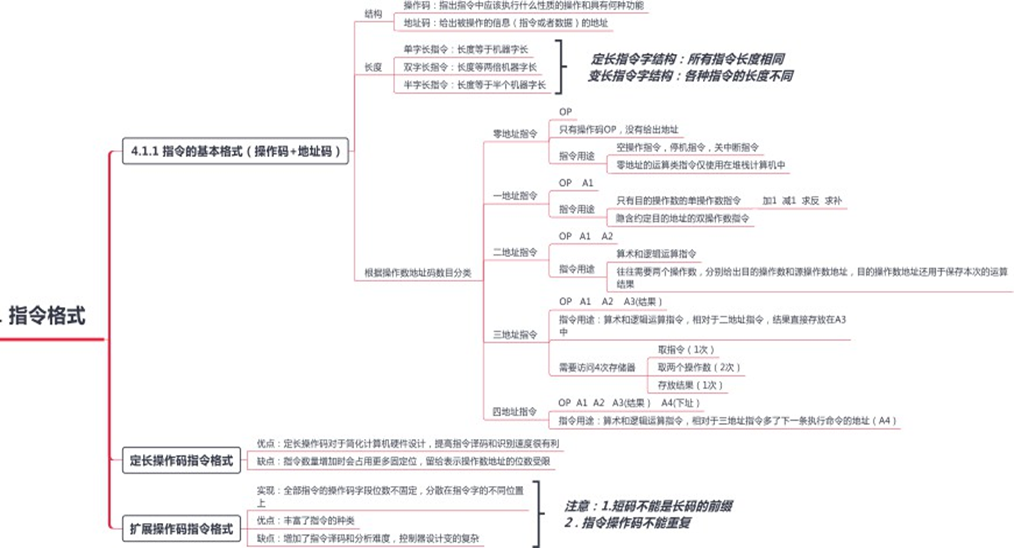 指令格式
4.1.1 指令的基本格式（操作码+地址码）
结构
操作码：指出指令中应该执行什么性质的操作和具有何种功能
地址码：给出被操作的信息（指令或者数据）的地址
长度
单字长指令：长度等于机器字长
双字长指令：长度等两倍机器字长
半字长指令：长度等于半个机器字长
定长指令字结构：所有指令长度相同
变长指令字结构：各种指令的长度不同
根据操作数地址码数目分类
零地址指令
OP
只有操作码OP，没有给出地址
指令用途
空操作指令，停机指令，关中断指令
零地址的运算类指令仅使用在堆栈计算机中
一地址指令
OP A1
指令用途
只有目的操作数的单操作数指令 加1 减1 求反 求补
隐含约定目的地址的双操作数指令
二地址指令
OP A1 A2
指令用途
算术和逻辑运算指令
往往需要两个操作数，分别给出目的操作数和源操作数地址，目的操作数地址还用于保存本次的运算
结果
三地址指令
OP A1 A2 A3(结果）
指令用途：算术和逻辑运算指令，相对于二地址指令，结果直接存放在A3
中
需要访问4次存储器
取指令（1次）
取两个操作数（2次）
存放结果（1次）
四地址指令
OP A1 A2 A3(结果） A4(下址）
指令用途：算术和逻辑运算指令，相对于三地址指令多了下一条执行命令的地址（A4）
定长操作码指令格式
优点：定长操作码对于简化计算机硬件设计，提高指令译码和识别速度很有利
缺点：指令数量增加时会占用更多固定位，留给表示操作数地址的位数受限
扩展操作码指令格式
实现：全部指令的操作码字段位数不固定，分散在指令字的不同位置
上
优点：丰富了指令的种类
缺点：增加了指令译码和分析难度，控制器设计变的复杂
注意：1.短码不能是长码的前缀
2．指令操作码不能重复